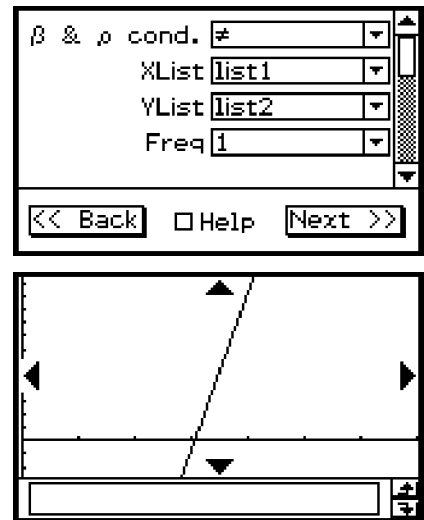 β & ρ cond. ≠
XList list1
YList list2
Freq 1
<< Back Help Next >>